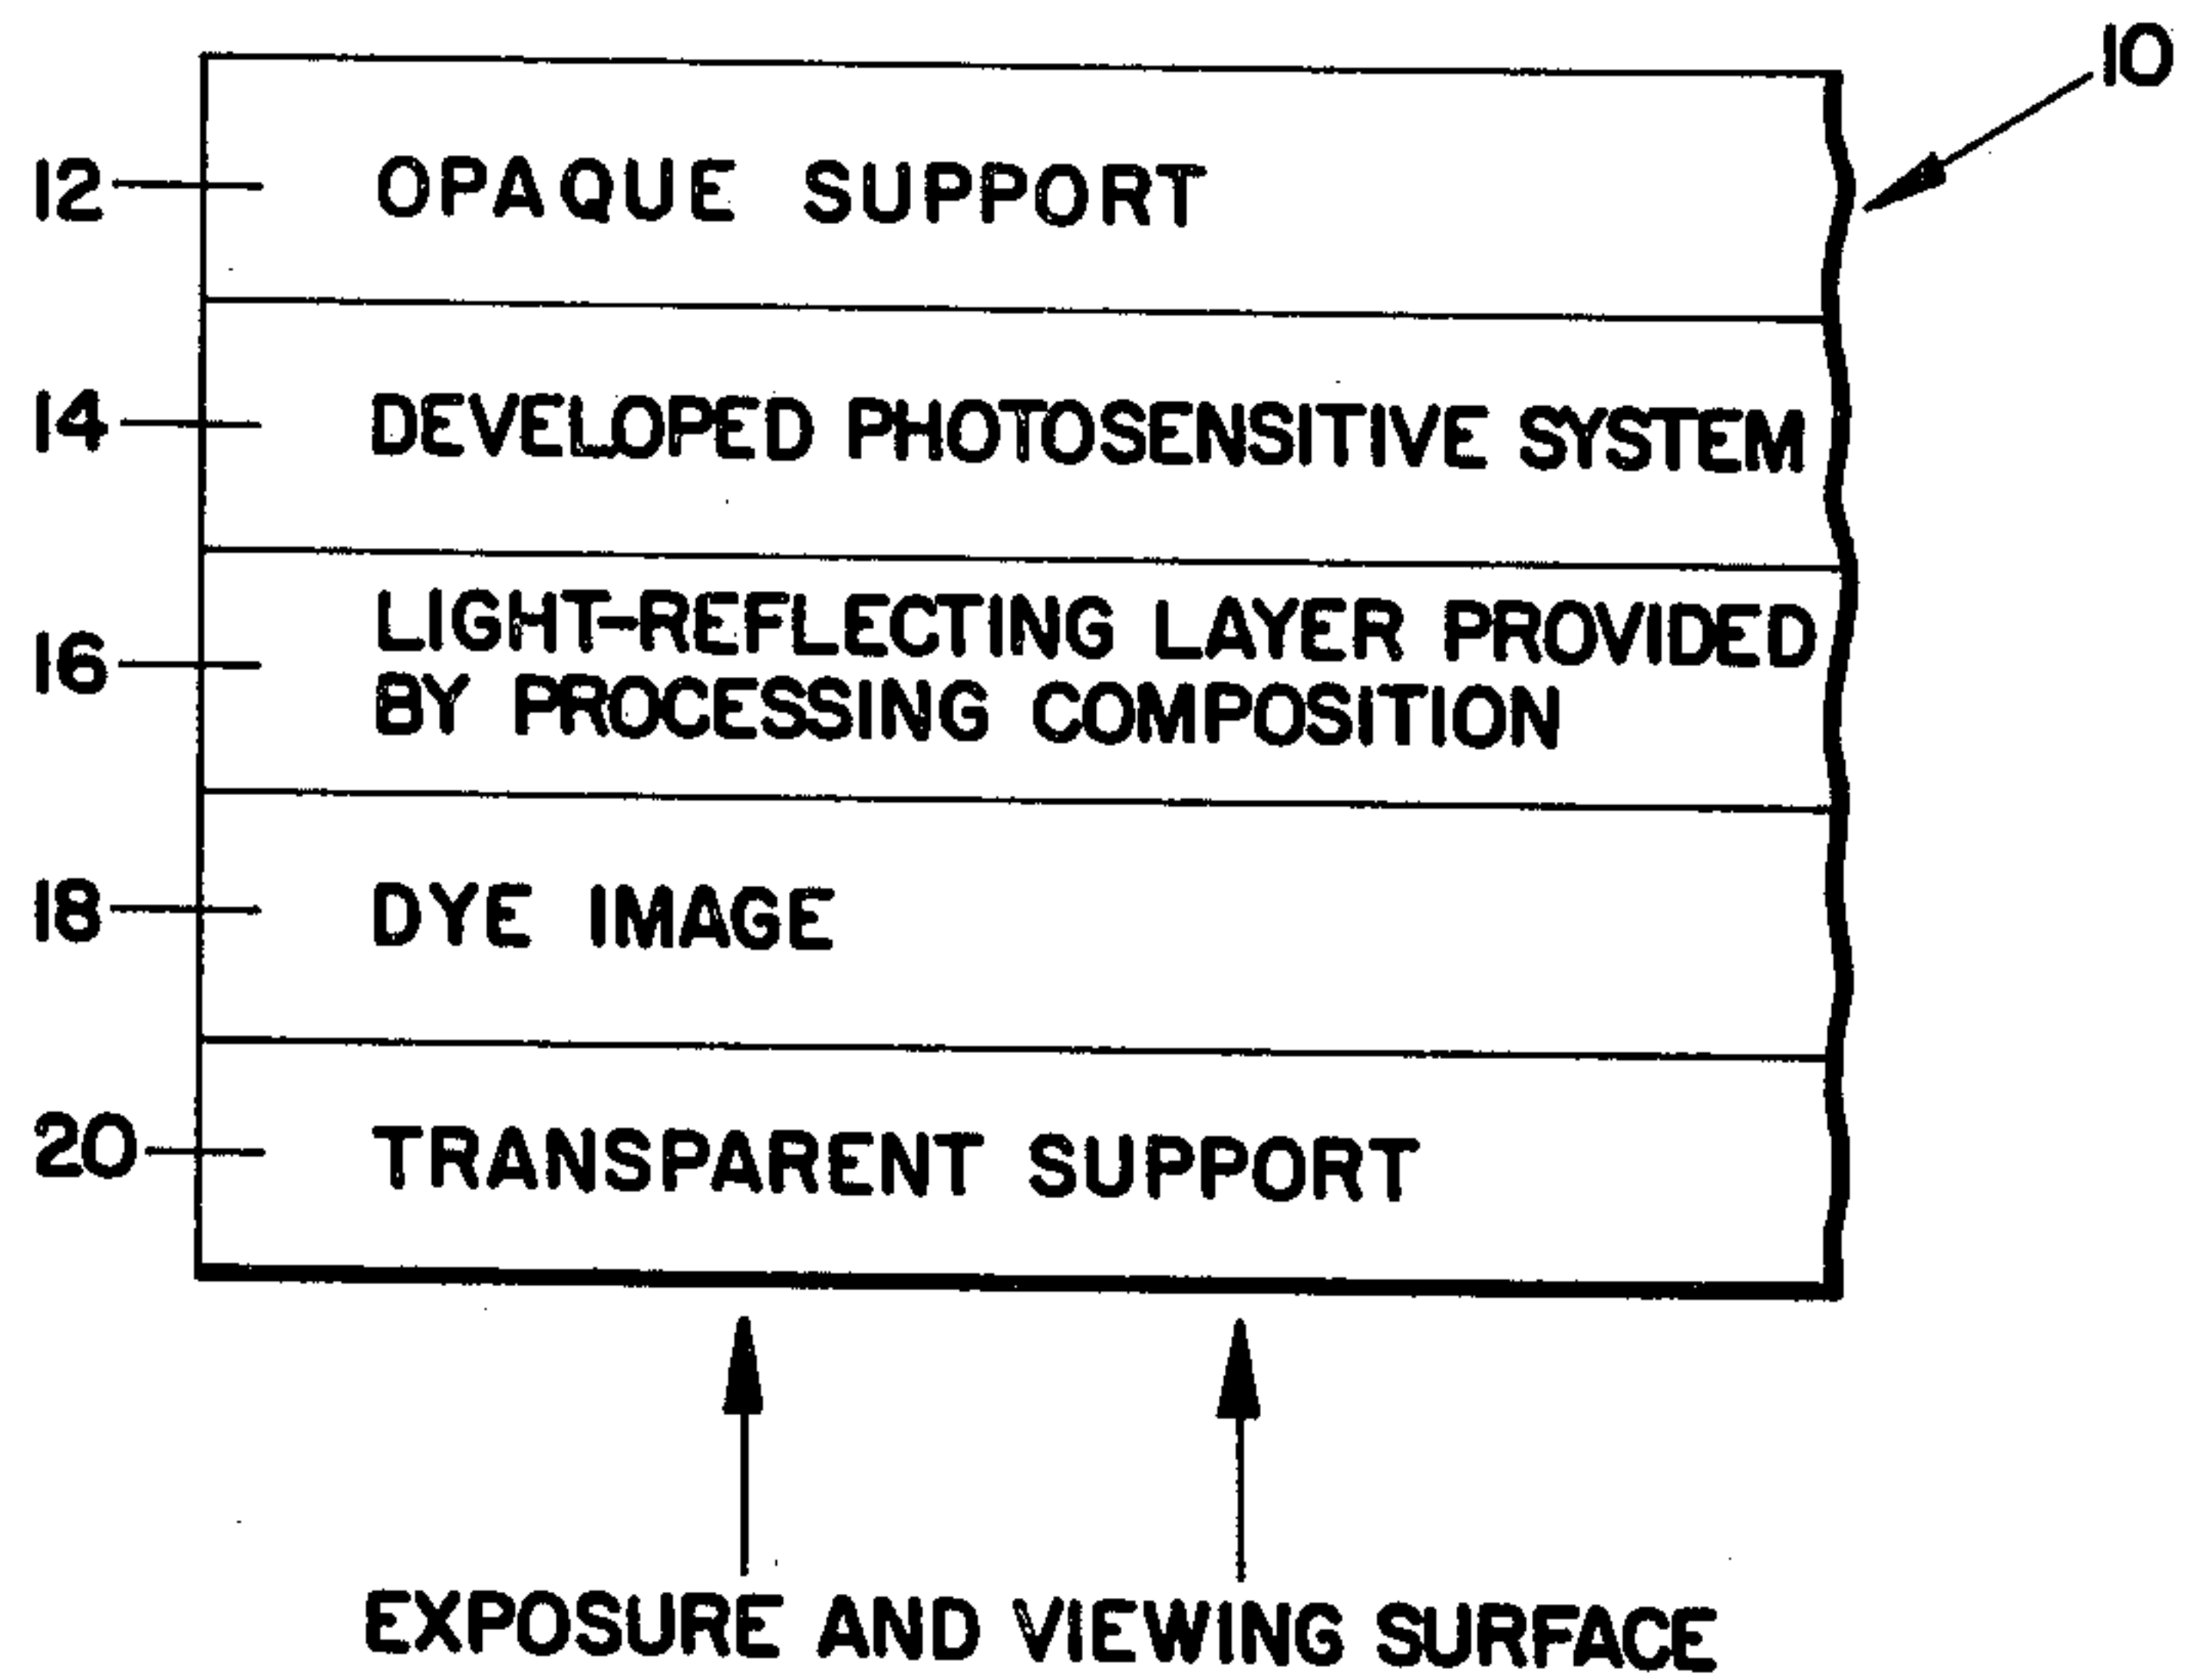 10
12 OPAQUE SUPPORT
14 DEVELOPED PHOTOSENSITIVE SYSTEM
LIGHT-REFLECTING LAYER PROVIDED
16
BY PROCESSING COMPOSITION
18 DYE IMAGE
20 TRANSPARENT SUPPORT
EXPOSURE AND VIEWING SURFACE